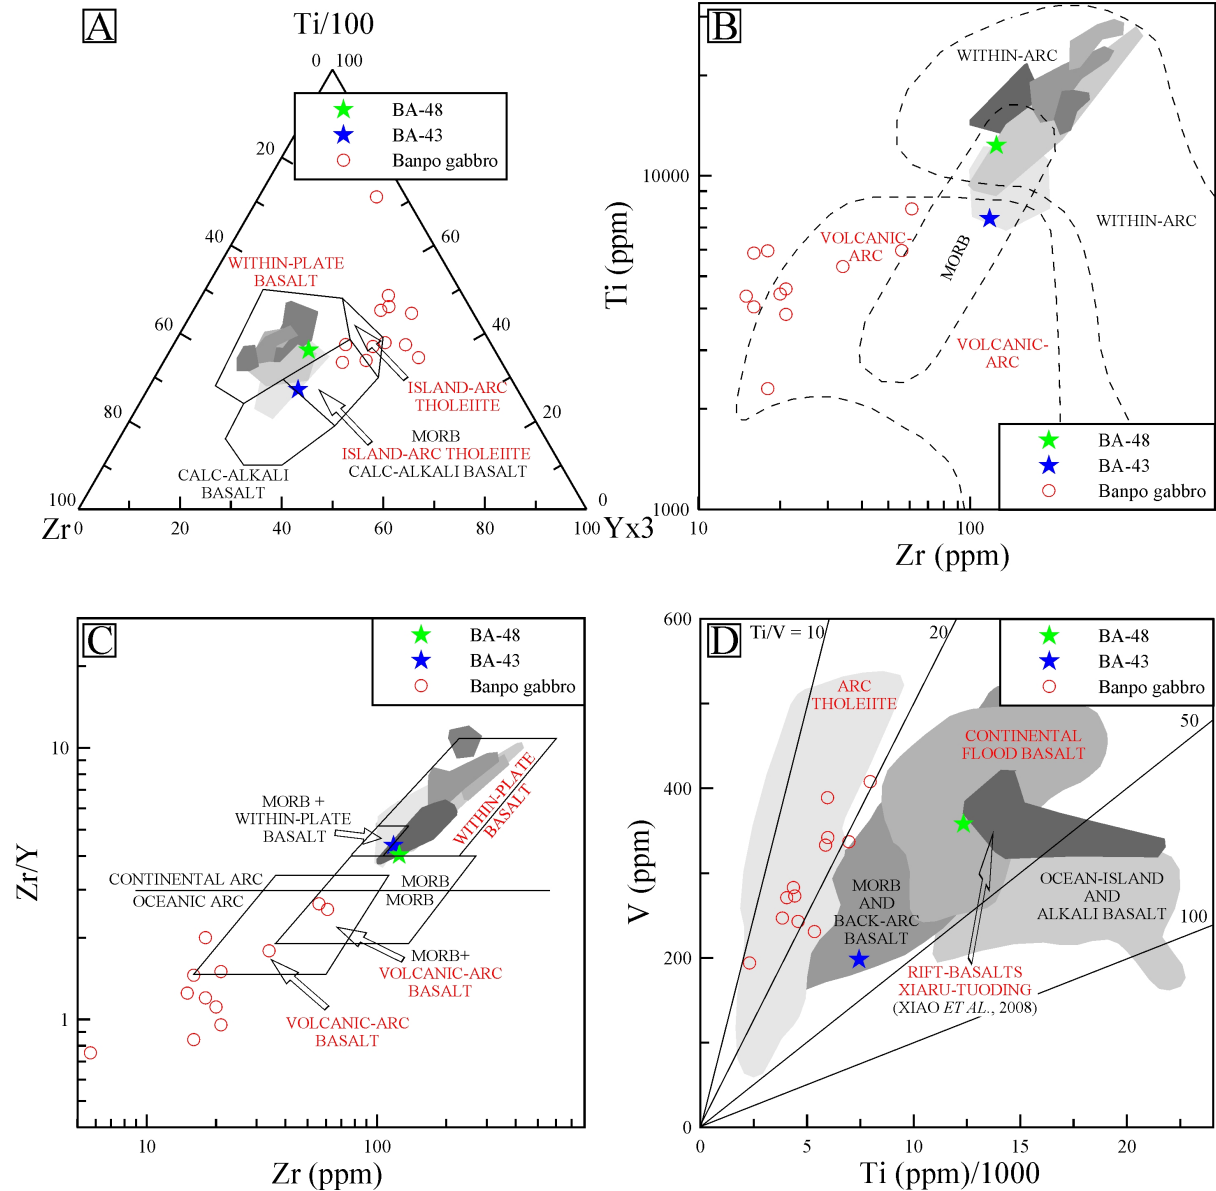 A
Ti/100
0 100
BA-48
BA-43
Banpo gabbro
20
40
60
WITHIN-PLATE
BASALT
60
40
ISLAND-ARC
THOLEIITE
80
20
MORB
ISLAND-ARC THOLEIITE
CALC-ALKALI BASALT
CALC-ALKALI
BASALT
100
0
Zr
0
20
40
60
80
100
Yx3
B
WITHIN-ARC
10000
WITHIN-ARC
VOLCANIC-
ARC
MORB
Ti (ppm)
VOLCANIC-
ARC
BA-48
BA-43
Banpo gabbro
1000
10
100
Zr (ppm)
C
BA-48
BA-43
Banpo gabbro
10
MORB +
WITHIN-PLATE
BASALT
WITHIN-PLATE
BASALT
Zr/Y
CONTINENTAL ARC
OCEANIC ARC
MORB
MORB
MORB+
VOLCANIC-ARC
BASALT
VOLCANIC-ARC
BASALT
1
10
100
Zr (ppm)
600
D
Ti/V = 10
20
BA-48
BA-43
Banpo gabbro
ARC
THOLEIITE
50
CONTINENTAL
FLOOD BASALT
400
V (ppm)
MORB
AND
BACK-ARC
BASALT
OCEAN-ISLAND
AND
ALKALI BASALT
100
200
RIFT-BASALTS
XIARU-TUODING
(XIAO ET AL., 2008)
0
0
5
10
15
20
Ti (ppm)/1000